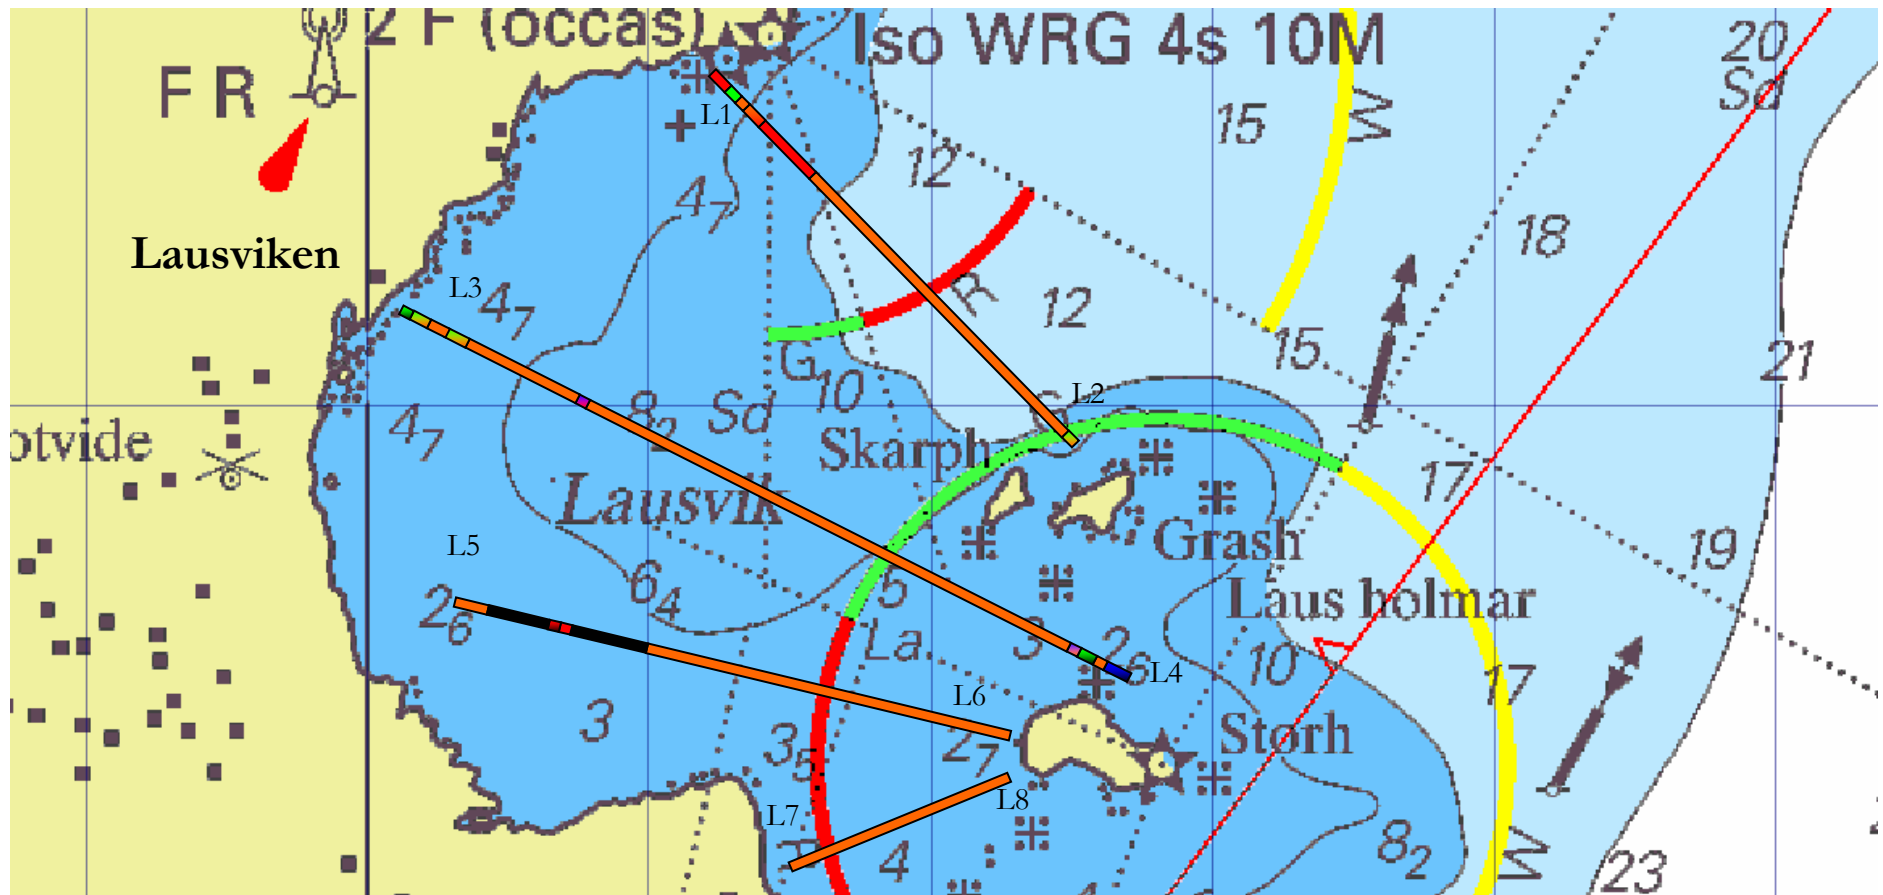 2 F (occas)
Iso WRG 4s 10M
20
Sd
F R
L1
W
15
12
4₇
18
Lausviken
L3
4₇
R
12
G
15
21
10
L2
4₇
8₂
Sd
otvide
Skarph
G
17
Lausvik
Grash
19
L5
6₄
5
Laus holmar
2₆
La
3
2₆
L4
10
17
L6
3
3₅
2₇
Storh
L7
L8
R
4
8₂
W
23